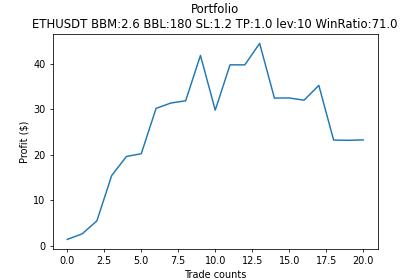 Portfolio
ETHUSDT BBM:2.6 BBL:180 SL:1.2 TP:1.0 lev:10 WinRatio:71.0
40
30
20
10
0
Profit ($)
0.0 2.5 5.0 7.5 10.0 12.5 15.0 17.5 20.0
Trade counts